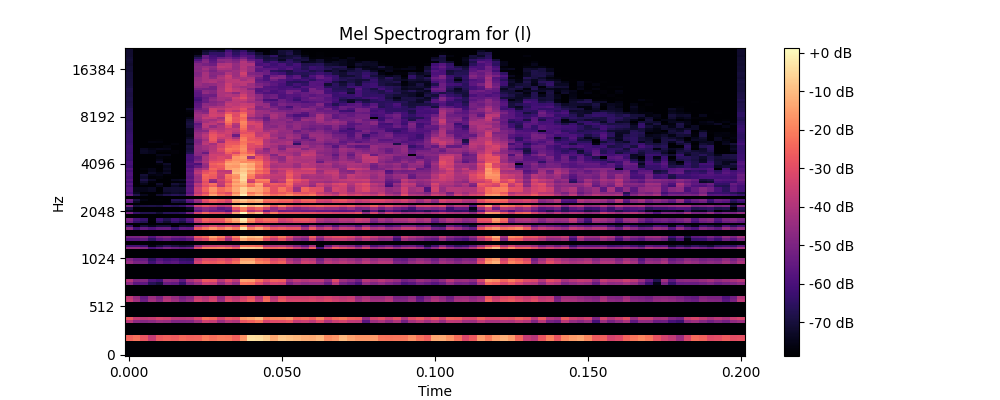 Mel Spectrogram for (l)
Hz
16384
8192
4096
2048
1024
512
0
0.000 0.050 0.100 0.150 0.200
Time
+0 dB
-10 dB
-20 dB
-30 dB
-40 dB
-50 dB
-60 dB
-70 dB